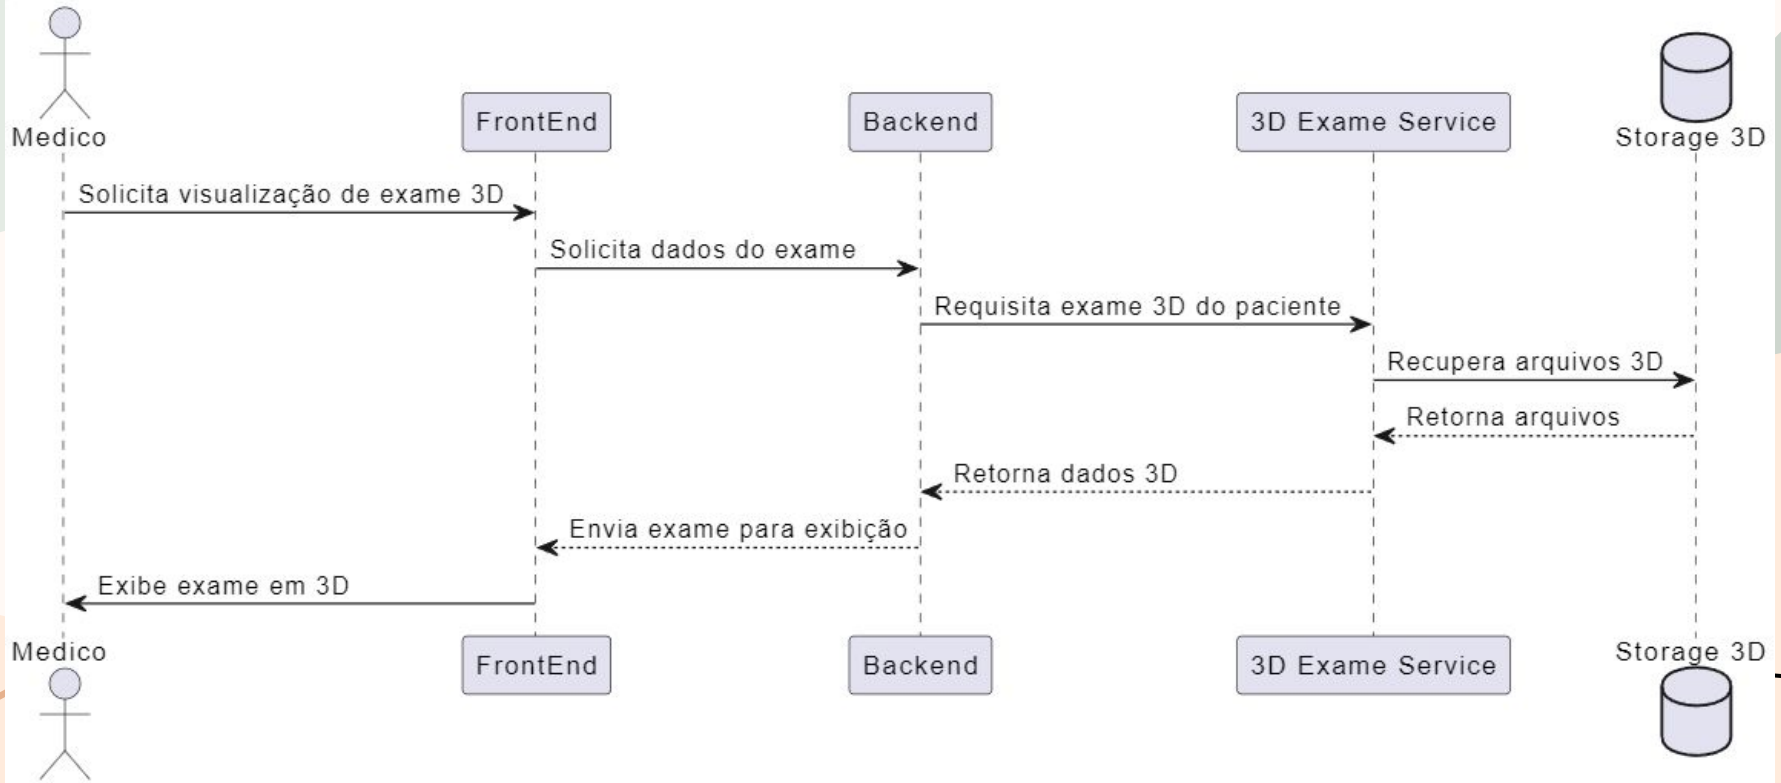 Medico
FrontEnd
Backend
3D Exame Service
Storage 3D
Solicita visualização de exame 3D
Solicita dados do exame
Requisita exame 3D do paciente
Recupera arquivos 3D
Retorna arquivos
Retorna dados 3D
Envia exame para exibição
Exibe exame em 3D
Medico
FrontEnd
Backend
3D Exame Service
Storage 3D